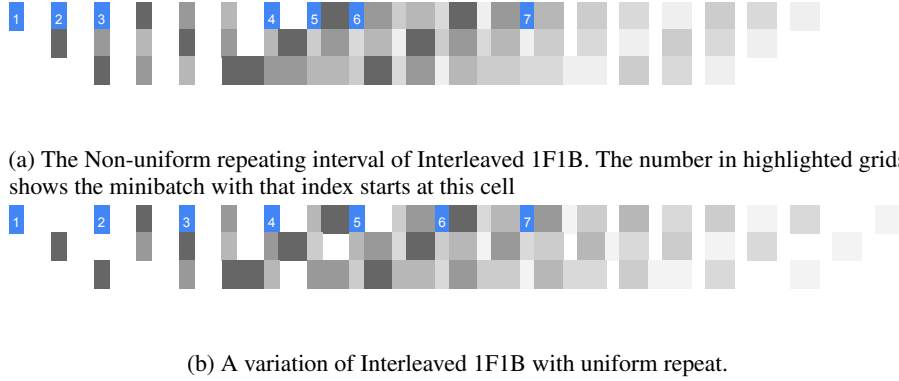 1 2 3 4 5 6 7
(a) The Non-uniform repeating interval of Interleaved 1F1B. The number in highlighted grids
shows the minibatch with that index starts at this cell
1 2 3 4 5 6 7
(b) A variation of Interleaved 1F1B with uniform repeat.